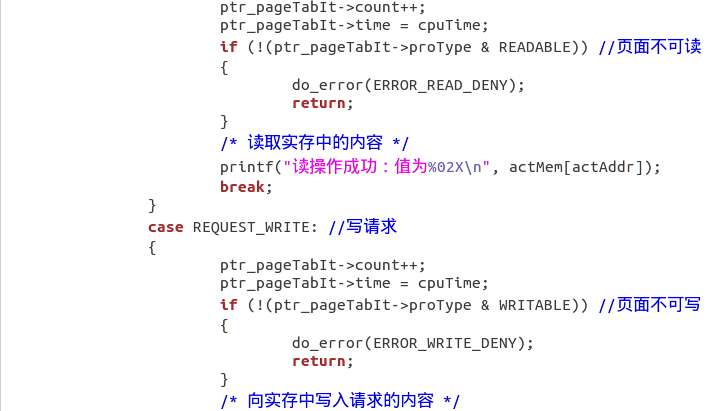 ptr_pageTabIt->count++;
ptr_pageTabIt->time = cpuTime;
if (!(ptr_pageTabIt->proType & READABLE)) //页面不可读
{
do_error(ERROR_READ_DENY);
return;
}
/* 读取实存中的内容 */
printf("读操作成功：值为%02X\n", actMem[actAddr]);
break;
}
case REQUEST_WRITE: //写请求
{
ptr_pageTabIt->count++;
ptr_pageTabIt->time = cpuTime;
if (!(ptr_pageTabIt->proType & WRITABLE)) //页面不可写
{
do_error(ERROR_WRITE_DENY);
return;
}
/* 向实存中写入请求的内容 */